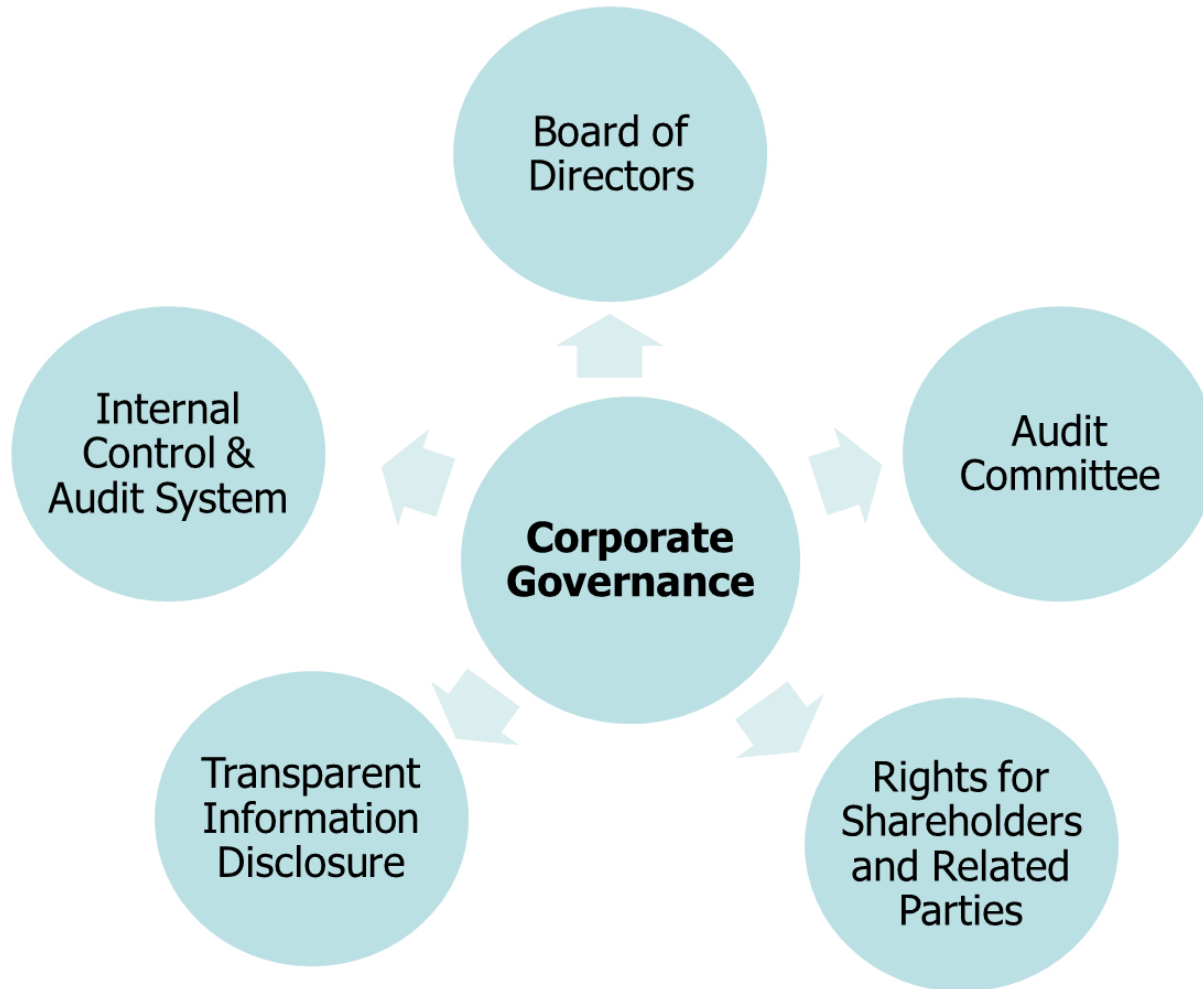 Board of
Directors
Internal
Control &
Audit System
Audit
Committee
Corporate
Governance
Transparent
Information
Disclosure
Rights for
Shareholders
and Related
Parties